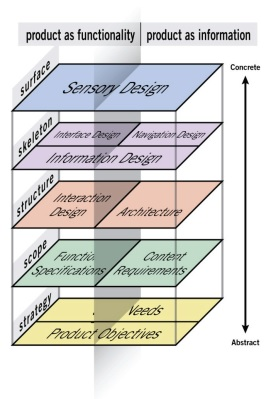 product as functionality
product as information
Concrete
surface
Sensory Design
skeleton
Interface Design
Navigation Design
Information Design
structure
Interaction
Design
Architecture
scope
Specifications
Content
Requirements
strategy
Needs
Product Objectives
Abstract